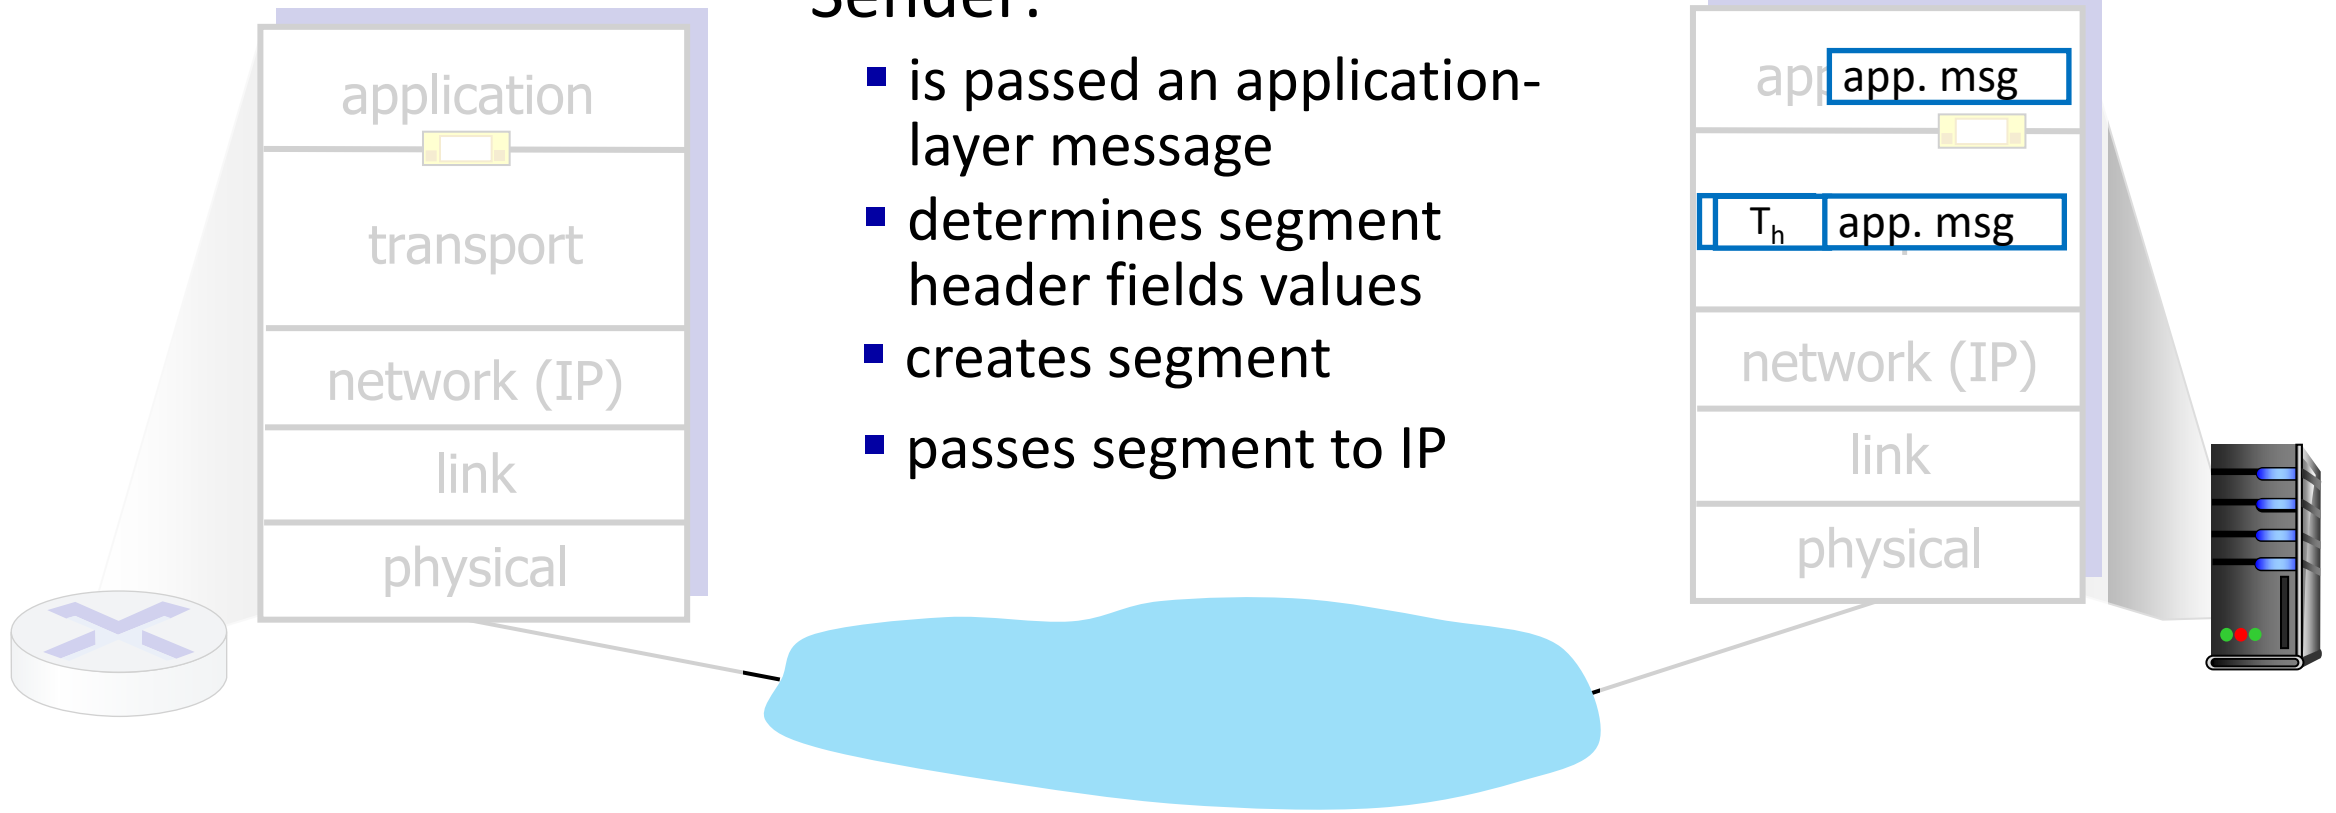 application
transport
network (IP)
link
physical
Sender:
is passed an application-
layer message
determines segment
header fields values
creates segment
passes segment to IP
app. msg
Th app. msg
network (IP)
link
physical